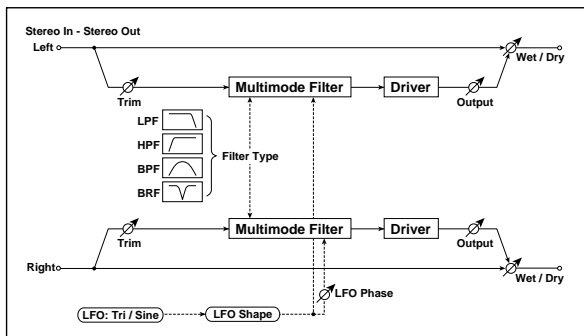 Stereo In - Stereo Out
Left
Wet / Dry
Trim
Multimode Filter
Driver
Output
LPF
HPF
BPF
BRF
Filter Type
Multimode Filter
Driver
Trim
Output
Right
Wet / Dry
LFO Phase
LFO: Tri / Sine
LFO Shape